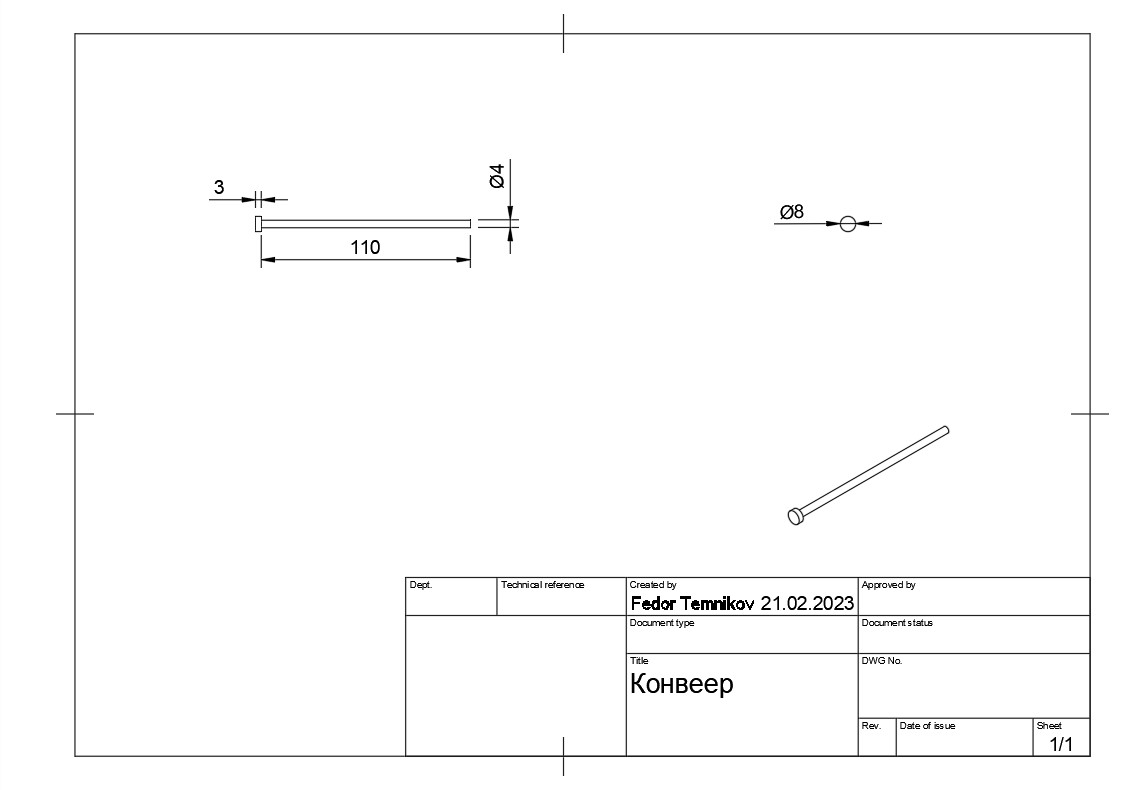 3
Ø4
110
Ø8
Dept.
Technical reference
Created by
Approved by
Fedor Temnikov 21.02.2023
Document type
Document status
Title
DWG No.
Конвеер
Rev.
Date of issue
Sheet
1/1